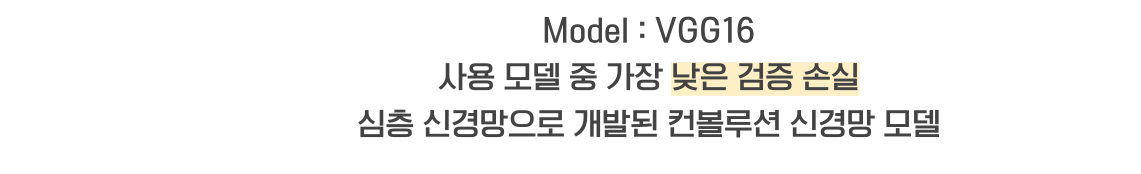 Model : VGG16
사용 모델 중 가장 낮은 검증 손실
심층 신경망으로 개발된 컨볼루션 신경망 모델